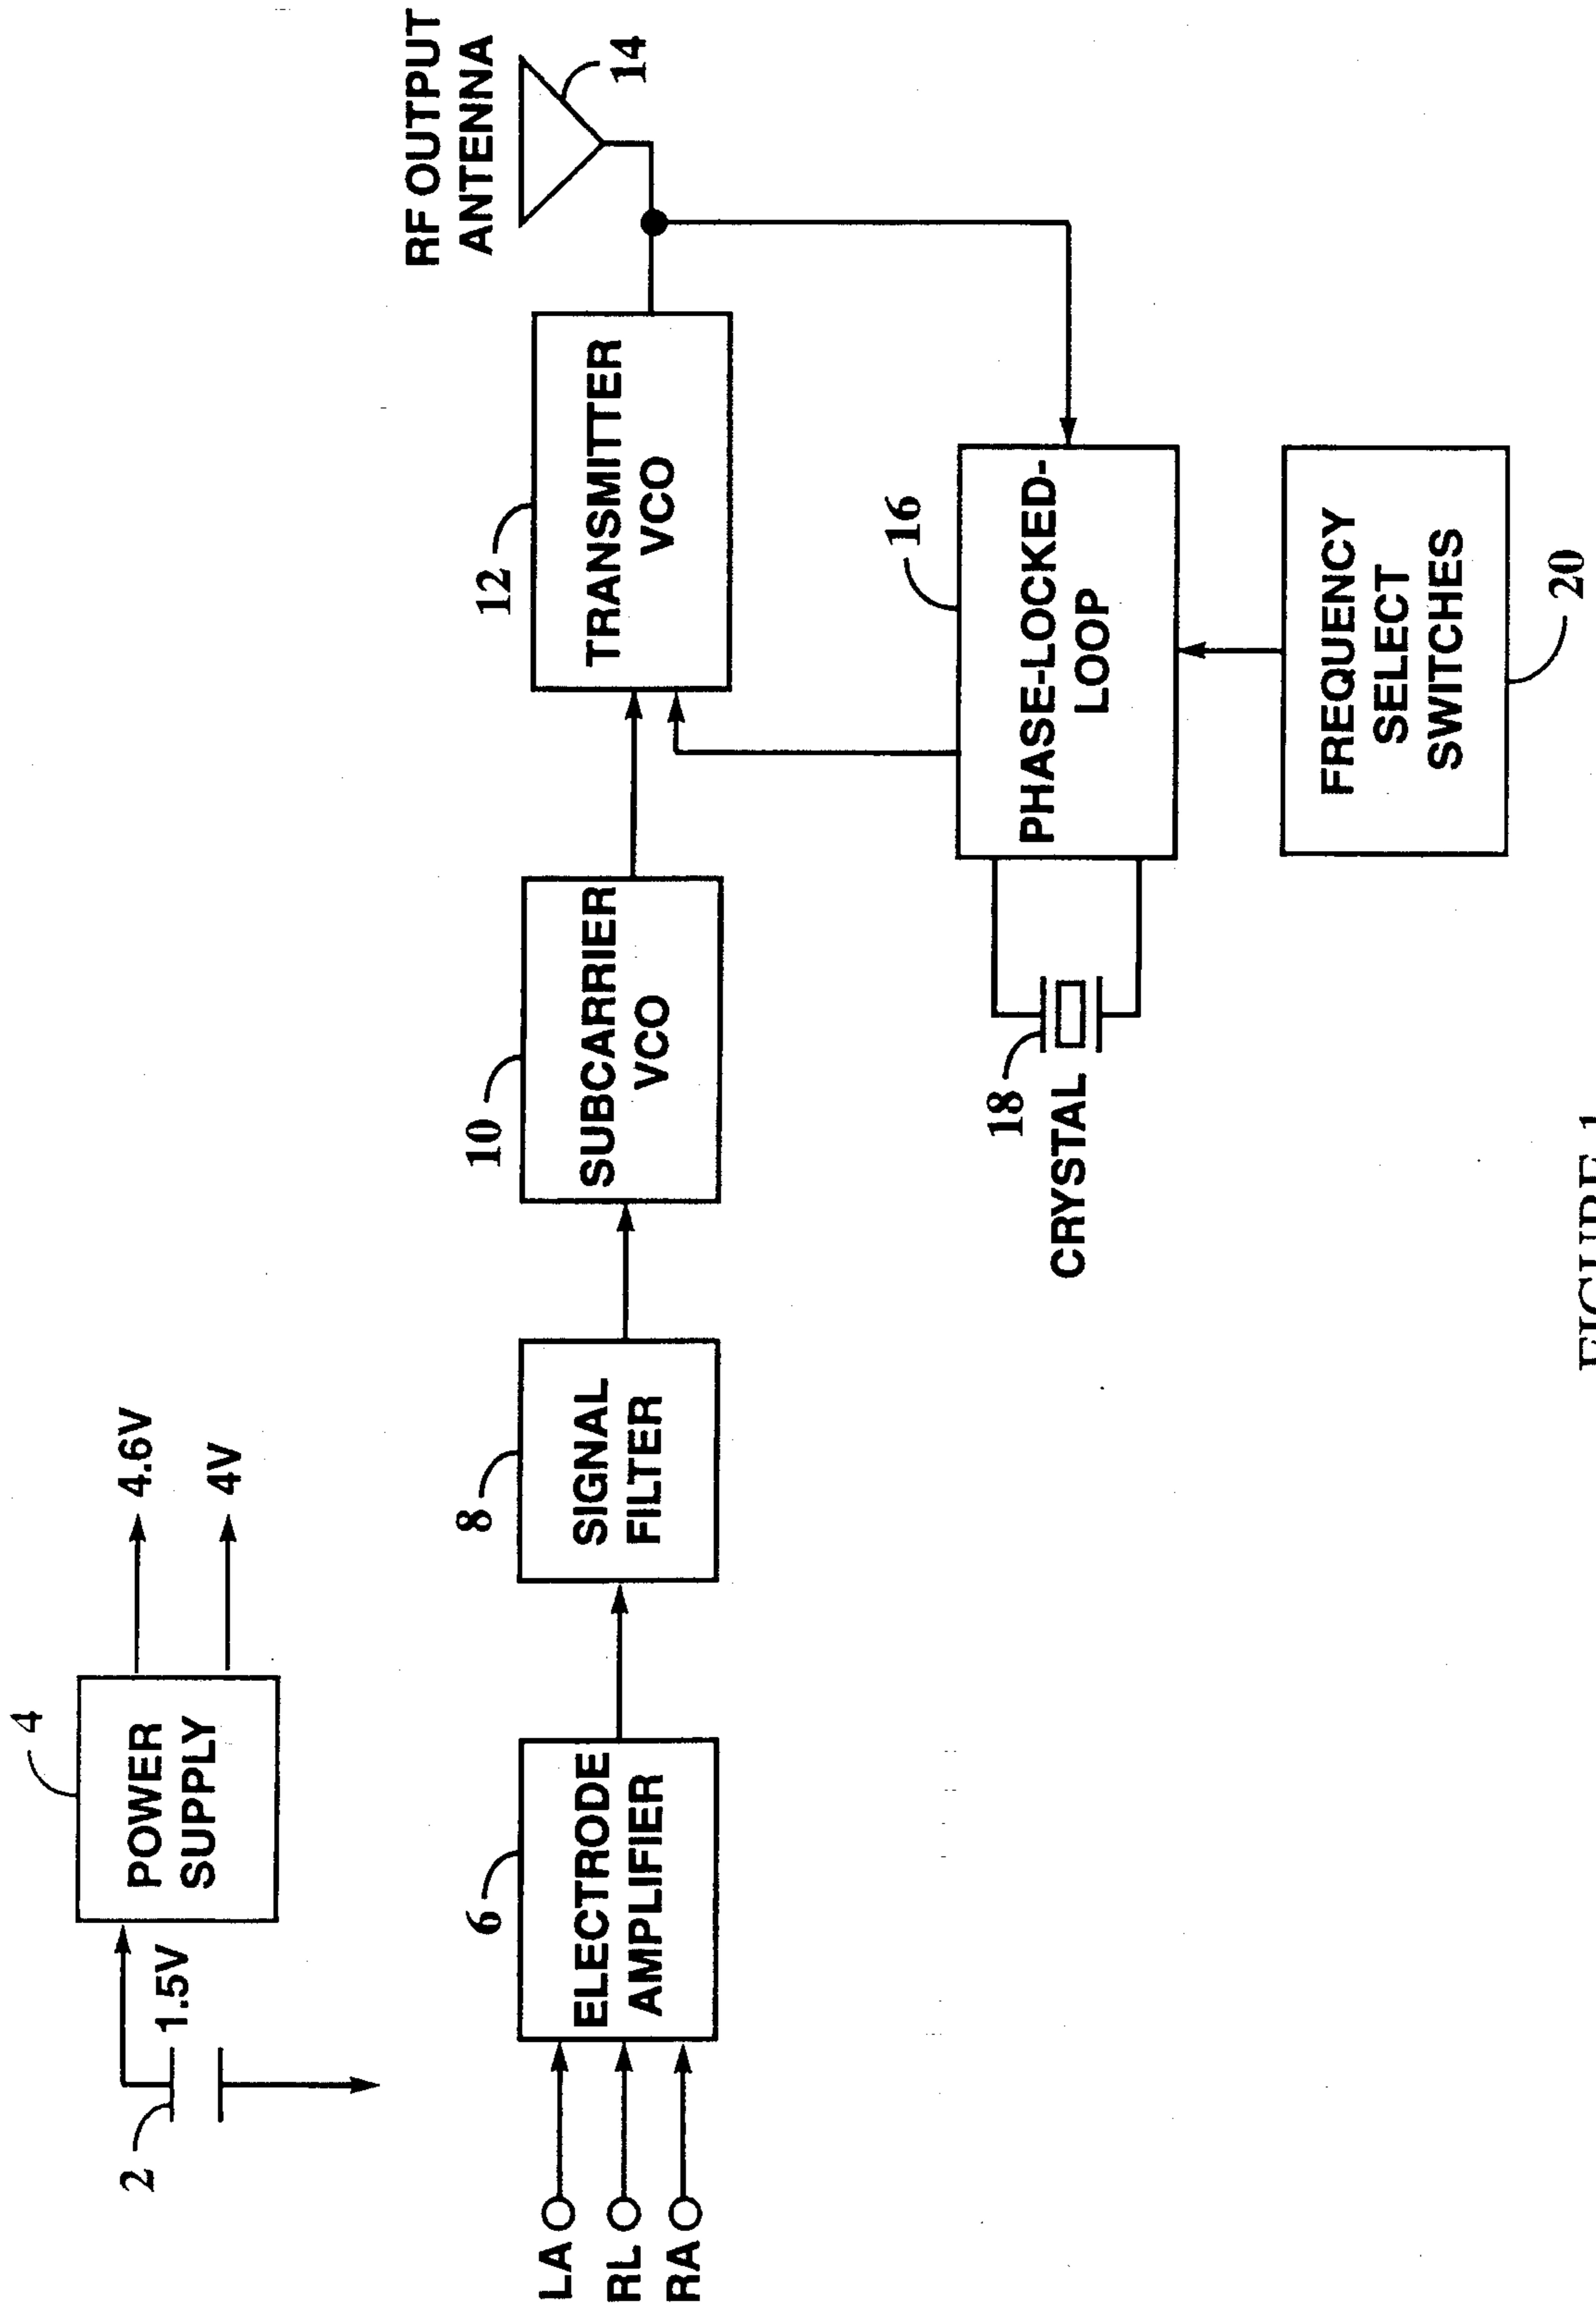 4
POWER
SUPPLY
4.6V
4V
1.5V
2
LA
RL
RA
6
ELECTRODE
AMPLIFIER
8
SIGNAL
FILTER
10
SUBCARRIER
VCO
12
TRANSMITTER
VCO
RF OUTPUT
ANTENNA
14
16
PHASE-LOCKED-
LOOP
18
CRYSTAL
FREQUENCY
SELECT
SWITCHES
20
FIGURE 1